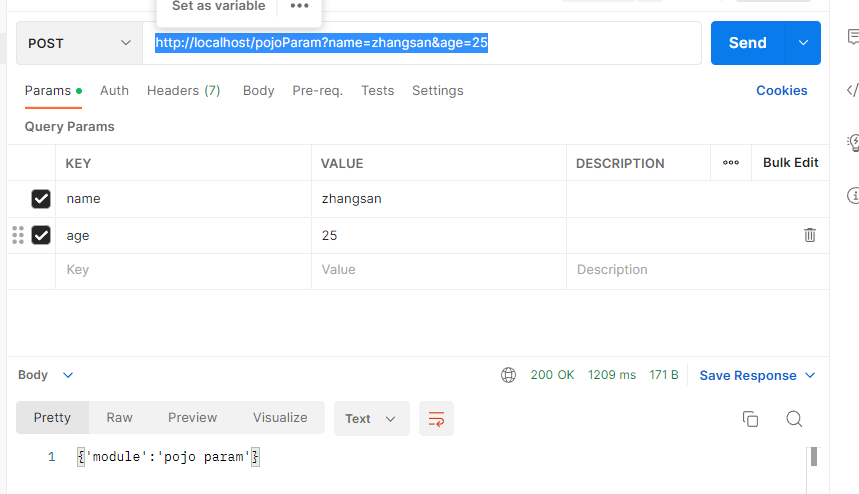 Set as variable •••
POST http://localhost/pojoParam?name=zhangsan&age=25 Send
Params Auth Headers (7) Body Pre-req. Tests Settings Cookies
Query Params
KEY VALUE DESCRIPTION ••• Bulk Edit
name zhangsan
age 25
Key Value Description
Body 200 OK 1209 ms 171 B Save Response
Pretty Raw Preview Visualize Text
1 {'module':'pojo param'}